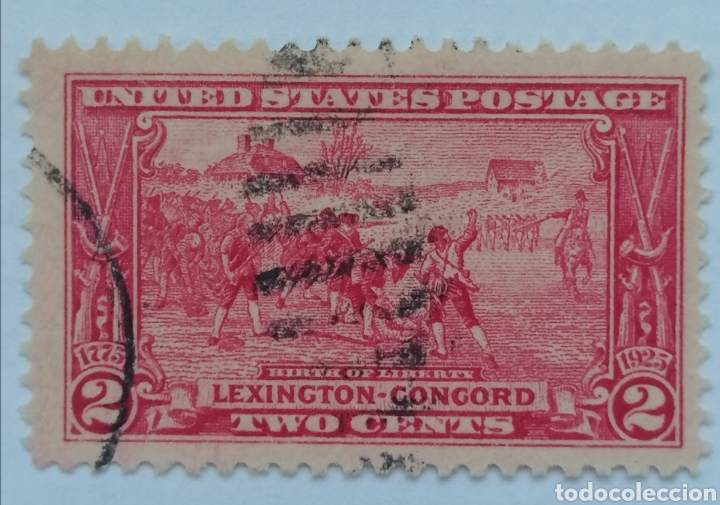 UNITED STATES POSTAGE
1775
1925
BIRTH OF LIBERTY
2 LEXINGTON-CONCORD 2
TWO CENTS
todocoleccion